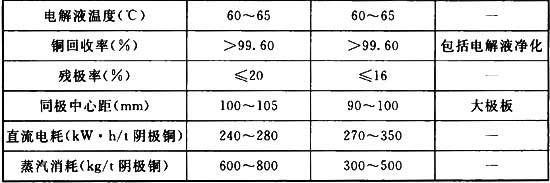 电解液温度(℃) 60～65 60～65 —
铜回收率(％) >99.60 >99.60 包括电解液净化
残极率(％) ≤20 ≤16 —
同极中心距(mm) 100～105 90～100 大极板
直流电耗(kW·h/t阴极铜) 240～280 270～350 —
蒸汽消耗(kg/t阴极铜) 600～800 300～500 —